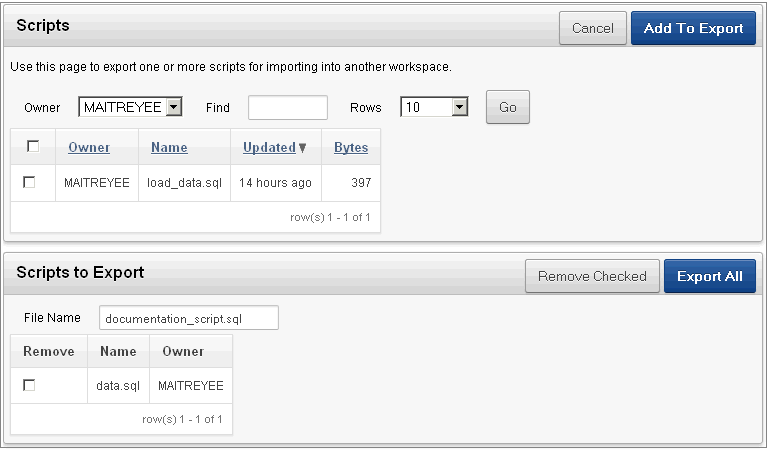 Scripts Cancel Add To Export
Use this page to export one or more scripts for importing into another workspace.
Owner MAITREYEE Find Rows 10 Go
Owner Name Updated Bytes
MAITREYEE load_data.sql 14 hours ago 397
row(s) 1 - 1 of 1
Scripts to Export Remove Checked Export All
File Name documentation_script.sql
Remove Name Owner
data.sql MAITREYEE
row(s) 1 - 1 of 1